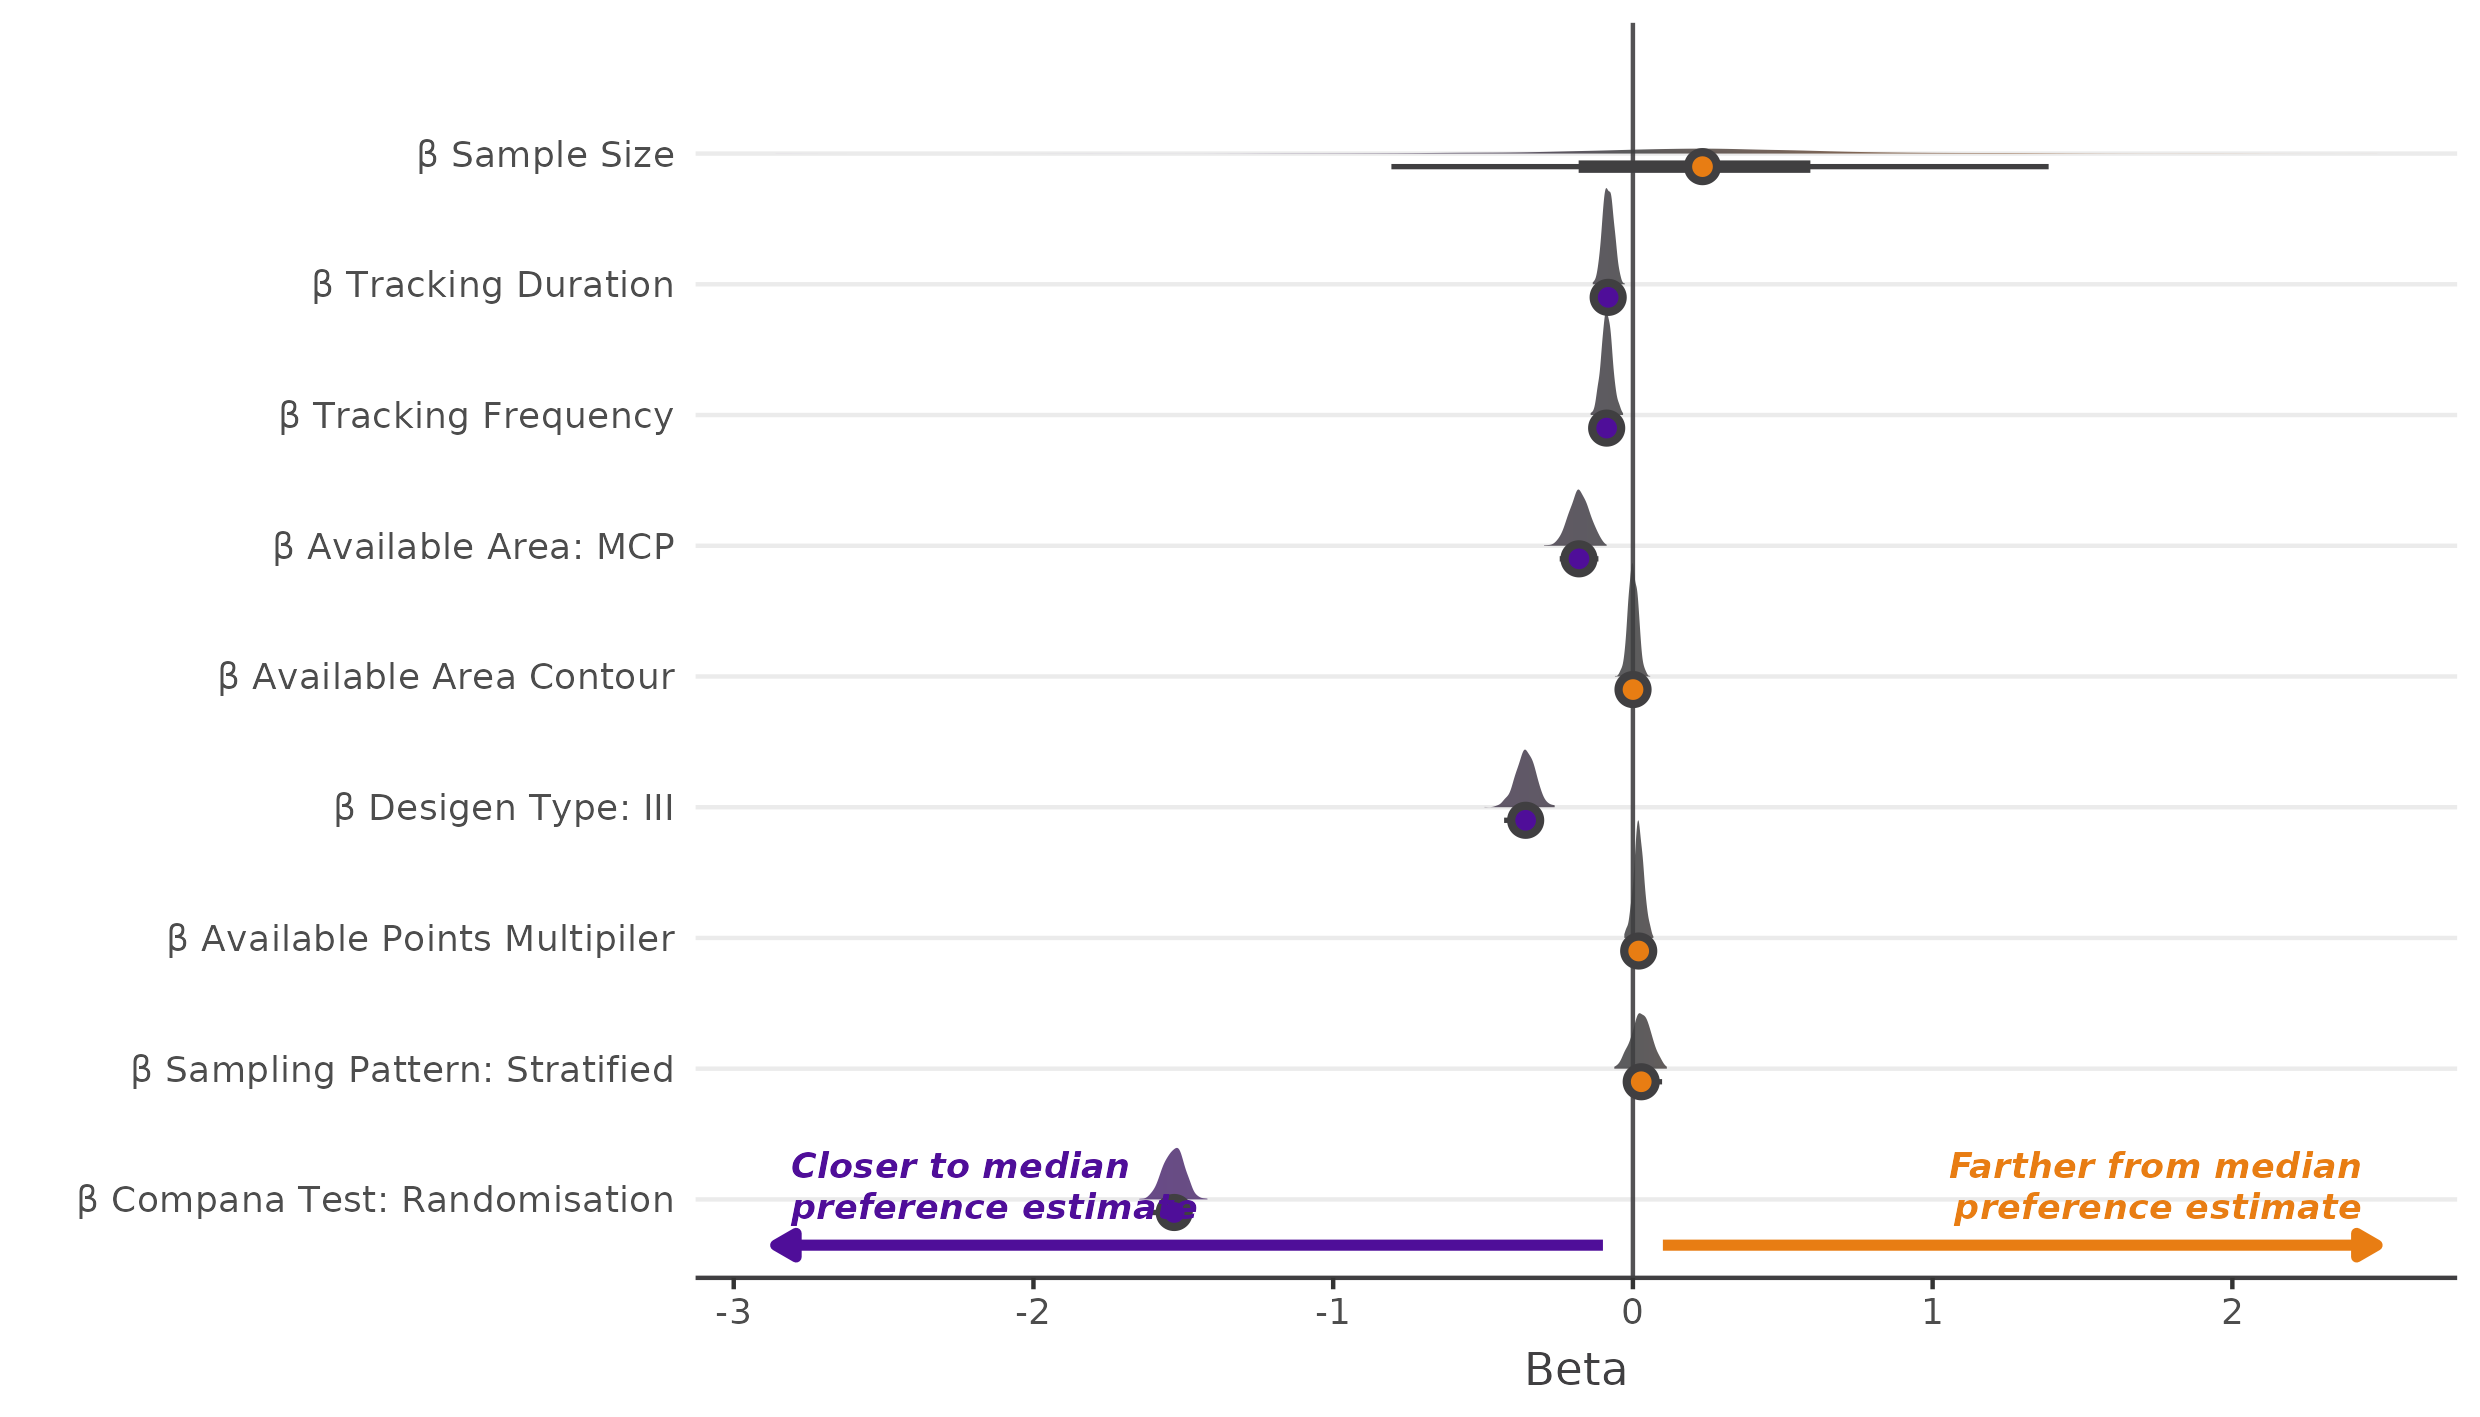 β Sample Size
β Tracking Duration
β Tracking Frequency
β Available Area: MCP
β Available Area Contour
β Desigen Type: III
β Available Points Multipiler
β Sampling Pattern: Stratified
β Compana Test: Randomisation
Closer to median
preference estimate
Farther from median
preference estimate
-3 -2 -1 0 1 2
Beta